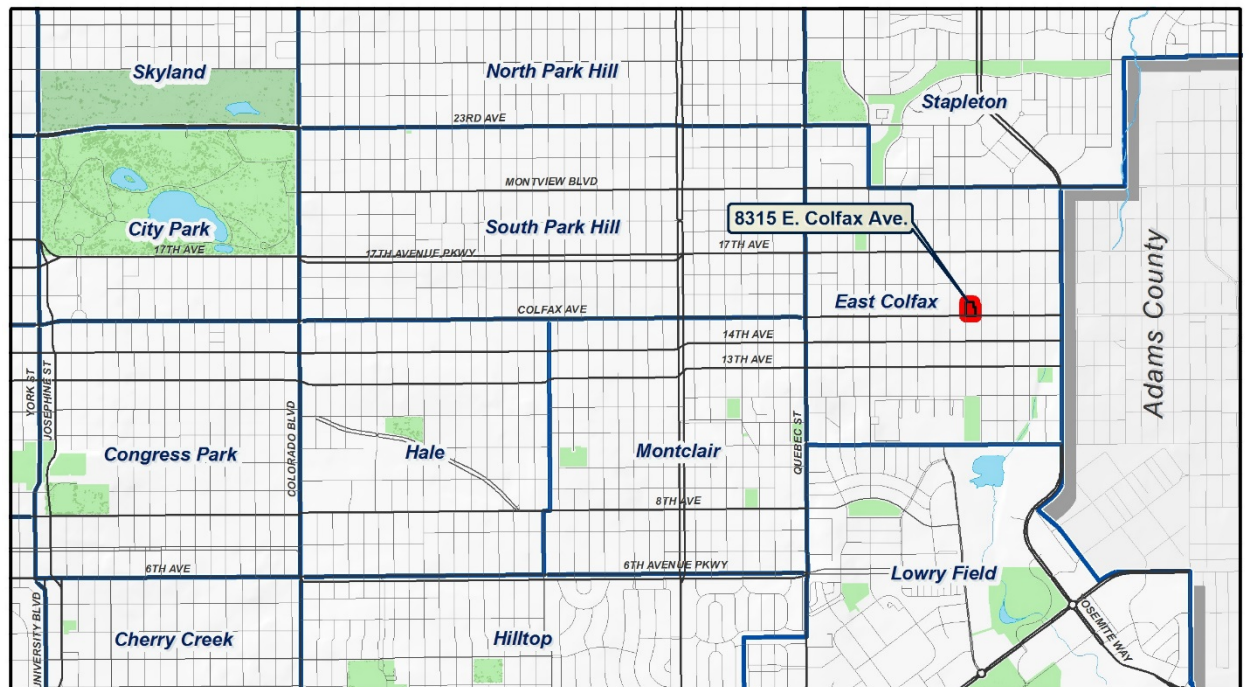 Skyland
North Park Hill
Stapleton
23RD AVE
MONTVIEW BLVD
8315 E. Colfax Ave.
City Park
South Park Hill
17TH AVE
17TH AVENUE PKWY
17TH AVE
East Colfax
COLFAX AVE
14TH AVE
13TH AVE
Adams County
YORK ST
JOSEPHINE ST
COLORADO BLVD
QUEBEC ST
Congress Park
Hale
Montclair
8TH AVE
6TH AVE
6TH AVENUE PKWY
Lowry Field
UNIVERSITY BLVD
Cherry Creek
Hilltop
YOSEMITE WAY